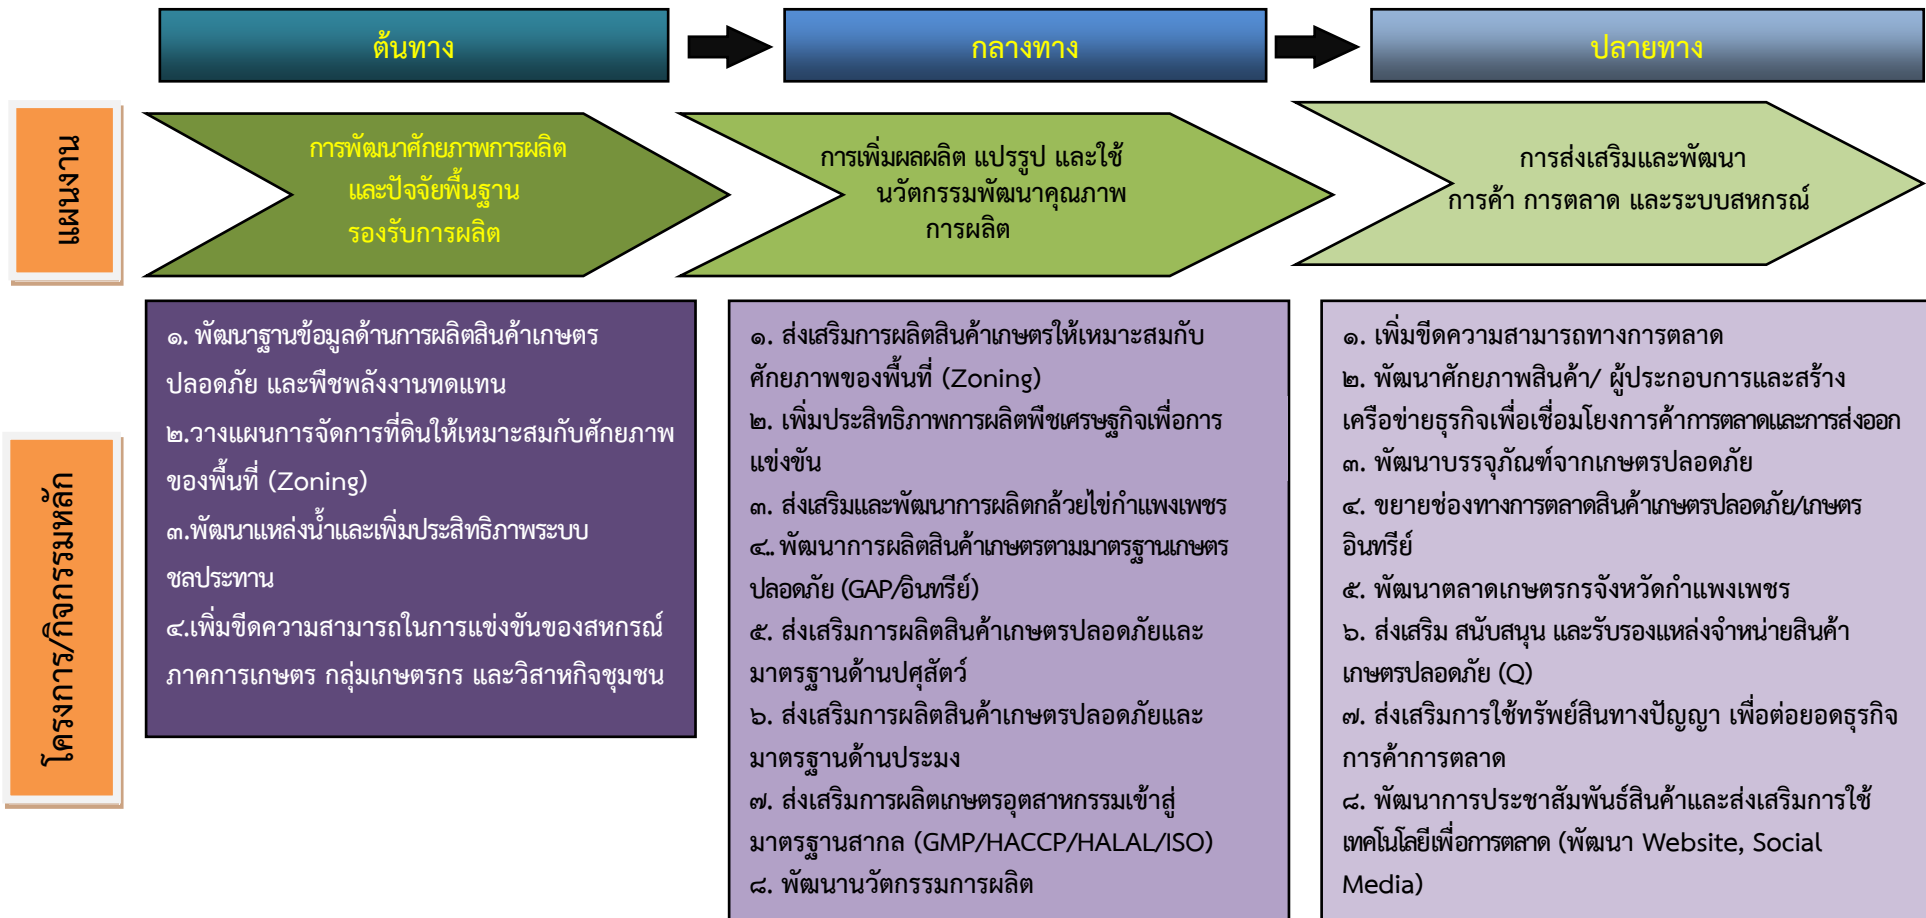 ต้นทาง
กลางทาง
ปลายทาง
แผนงาน
การพัฒนาศักยภาพการผลิต
และปัจจัยพื้นฐาน
รองรับการผลิต
การเพิ่มผลผลิต แปรรูป และใช้
นวัตกรรมพัฒนาคุณภาพ
การผลิต
การส่งเสริมและพัฒนา
การค้า การตลาด และระบบสหกรณ์
โครงการ/กิจกรรมหลัก
๑. พัฒนาฐานข้อมูลด้านการผลิตสินค้าเกษตร
ปลอดภัย และพืชพลังงานทดแทน
๒.วางแผนการจัดการที่ดินให้เหมาะสมกับศักยภาพ
ของพื้นที่ (Zoning)
๓.พัฒนาแหล่งน้ำและเพิ่มประสิทธิภาพระบบ
ชลประทาน
๔.เพิ่มขีดความสามารถในการแข่งขันของสหกรณ์
ภาคการเกษตร กลุ่มเกษตรกร และวิสาหกิจชุมชน
๑. ส่งเสริมการผลิตสินค้าเกษตรให้เหมาะสมกับ
ศักยภาพของพื้นที่ (Zoning)
๒. เพิ่มประสิทธิภาพการผลิตพืชเศรษฐกิจเพื่อการ
แข่งขัน
๓. ส่งเสริมและพัฒนาการผลิตกล้วยไข่กำแพงเพชร
๔.. พัฒนาการผลิตสินค้าเกษตรตามมาตรฐานเกษตร
ปลอดภัย (GAP/อินทรีย์)
๕. ส่งเสริมการผลิตสินค้าเกษตรปลอดภัยและ
มาตรฐานด้านปศุสัตว์
๖. ส่งเสริมการผลิตสินค้าเกษตรปลอดภัยและ
มาตรฐานด้านประมง
๗. ส่งเสริมการผลิตเกษตรอุตสาหกรรมเข้าสู่
มาตรฐานสากล (GMP/HACCP/HALAL/ISO)
๘. พัฒนานวัตกรรมการผลิต
๑. เพิ่มขีดความสามารถทางการตลาด
๒. พัฒนาศักยภาพสินค้า/ ผู้ประกอบการและสร้าง
เครือข่ายธุรกิจเพื่อเชื่อมโยงการค้าการตลาดและการส่งออก
๓. พัฒนาบรรจุภัณฑ์จากเกษตรปลอดภัย
๔. ขยายช่องทางการตลาดสินค้าเกษตรปลอดภัย/เกษตร
อินทรีย์
๕. พัฒนาตลาดเกษตรกรจังหวัดกำแพงเพชร
๖. ส่งเสริม สนับสนุน และรับรองแหล่งจำหน่ายสินค้า
เกษตรปลอดภัย (Q)
๗. ส่งเสริมการใช้ทรัพย์สินทางปัญญา เพื่อต่อยอดธุรกิจ
การค้าการตลาด
๘. พัฒนาการประชาสัมพันธ์สินค้าและส่งเสริมการใช้
เทคโนโลยีเพื่อการตลาด (พัฒนา Website, Social
Media)